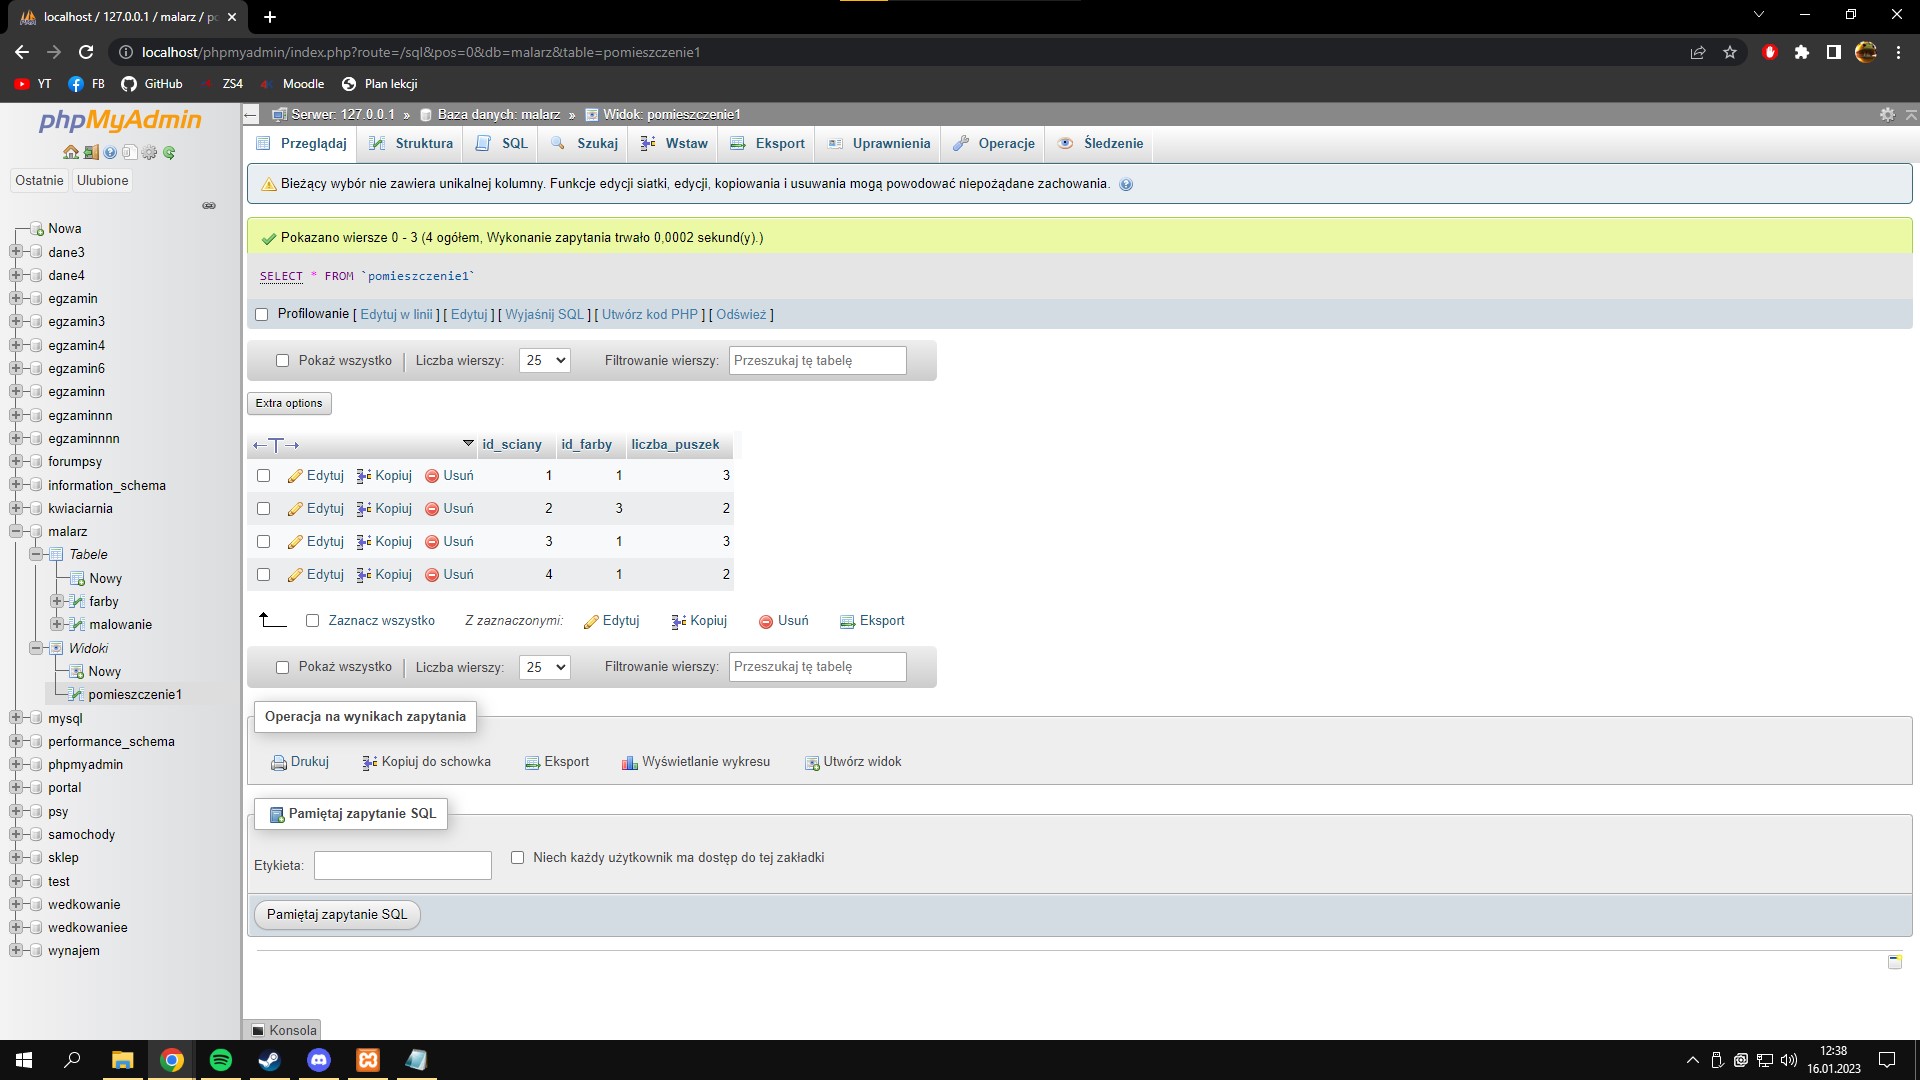 localhost / 127.0.0.1 / malarz / po
localhost/phpmyadmin/index.php?route=/sql&pos=0&db=malarz&table=pomieszczenie1
YT FB GitHub ZS4 Moodle Plan lekcji
phpMyAdmin
Ostatnie Ulubione
Nowa
dane3
dane4
egzamin
egzamin3
egzamin4
egzamin6
egzaminn
egzaminnn
egzaminnnn
forumpsy
information_schema
kwiaciarnia
malarz
Tabele
Nowy
farby
malowanie
Widoki
Nowy
pomieszczenie1
mysql
performance_schema
phpmyadmin
portal
psy
samochody
sklep
test
wedkowanie
wedkowaniee
wynajem
Serwer: 127.0.0.1 » Baza danych: malarz » Widok: pomieszczenie1
Przeglądaj Struktura SQL Szukaj Wstaw Eksport Uprawnienia Operacje Śledzenie
Bieżący wybór nie zawiera unikalnej kolumny. Funkcje edycji siatki, edycji, kopiowania i usuwania mogą powodować niepożądane zachowania.
Pokazano wiersze 0 - 3 (4 ogółem, Wykonanie zapytania trwało 0,0002 sekund(y).)
SELECT * FROM `pomieszczenie1`
Profilowanie [ Edytuj w linii ] [ Edytuj ] [ Wyjaśnij SQL ] [ Utwórz kod PHP ] [ Odśwież ]
Pokaż wszystko | Liczba wierszy: 25 Filtrowanie wierszy: Przeszukaj tę tabelę
Extra options
←T→ id_sciany id_farby liczba_puszek
Edytuj Kopiuj Usuń 1 1 3
Edytuj Kopiuj Usuń 2 3 2
Edytuj Kopiuj Usuń 3 1 3
Edytuj Kopiuj Usuń 4 1 2
Zaznacz wszystko Z zaznaczonymi: Edytuj Kopiuj Usuń Eksport
Pokaż wszystko | Liczba wierszy: 25 Filtrowanie wierszy: Przeszukaj tę tabelę
Operacja na wynikach zapytania
Drukuj Kopiuj do schowka Eksport Wyświetlanie wykresu Utwórz widok
Pamiętaj zapytanie SQL
Etykieta: Niech każdy użytkownik ma dostęp do tej zakładki
Pamiętaj zapytanie SQL
Konsola
12:38
16.01.2023